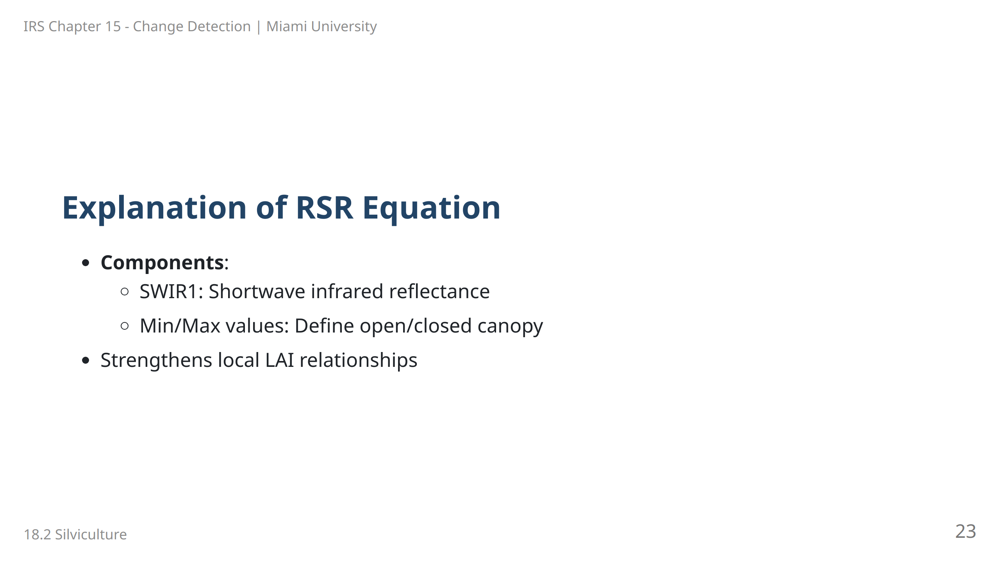 IRS Chapter 15 - Change Detection | Miami University
Explanation of RSR Equation
• Components:
◦ SWIR1: Shortwave infrared reflectance
◦ Min/Max values: Define open/closed canopy
• Strengthens local LAI relationships
18.2 Silviculture
23